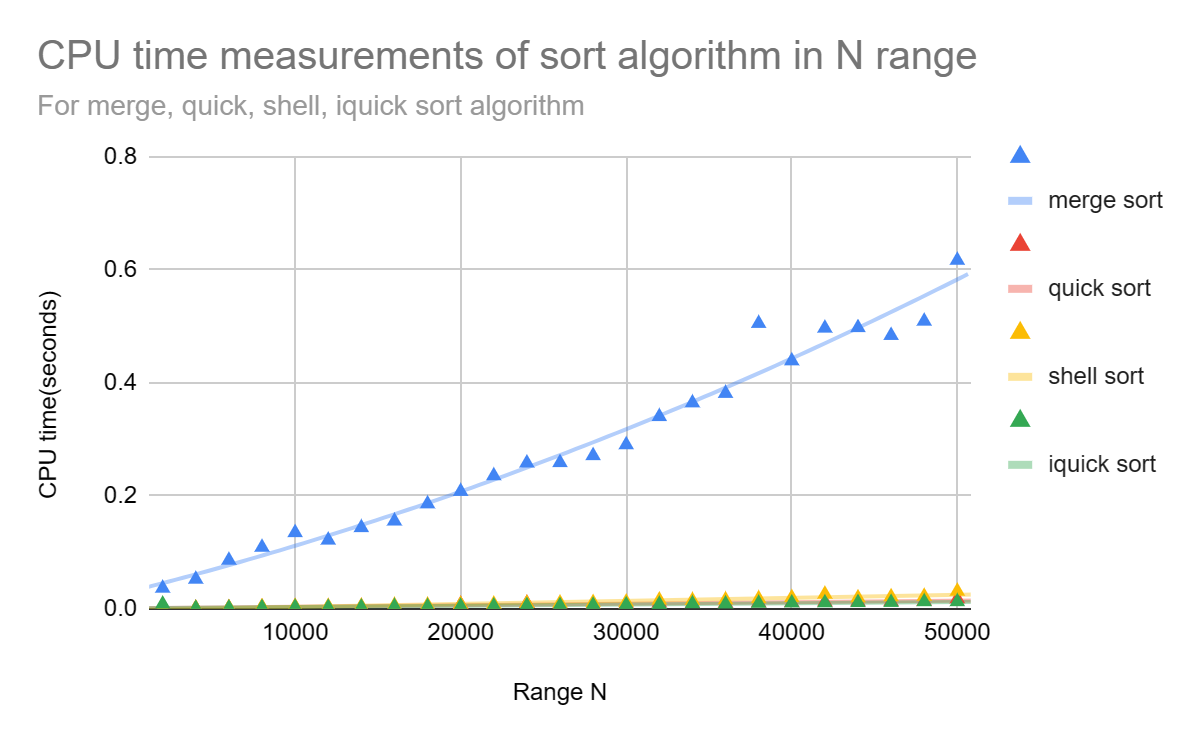 CPU time measurements of sort algorithm in N range
For merge, quick, shell, iquick sort algorithm
0.8
0.6
0.4
0.2
0.0
CPU time(seconds)
10000
20000
30000
40000
50000
Range N
merge sort
quick sort
shell sort
iquick sort